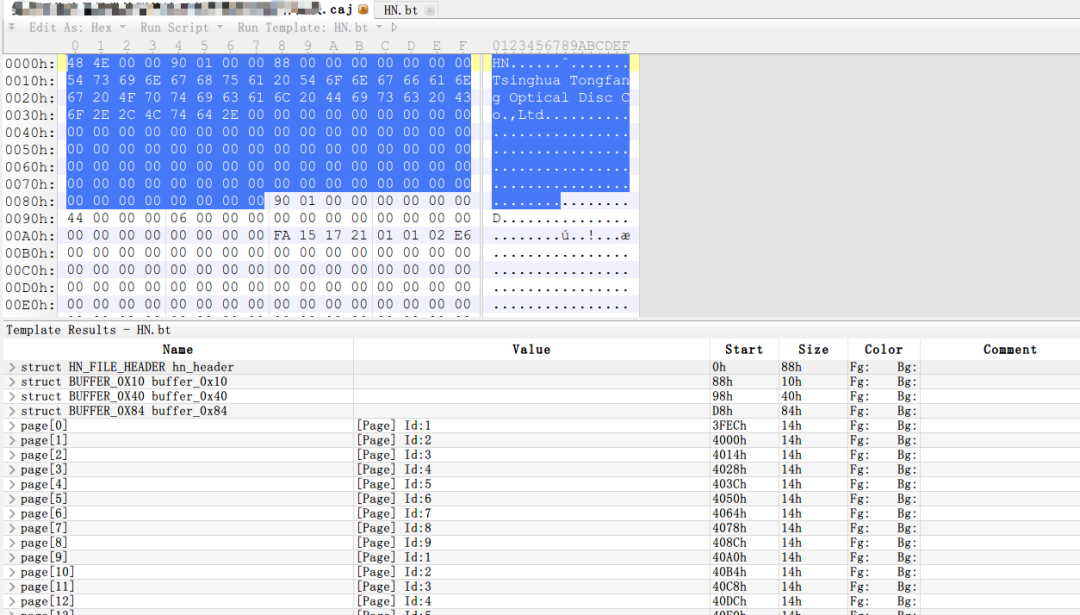 .caj HN.bt
Edit As: Hex Run Script Run Template: HN.bt
0 1 2 3 4 5 6 7 8 9 A B C D E F 0123456789ABCDEF
0000h: 48 4E 00 00 90 01 00 00 88 00 00 00 00 00 00 00 HN......ˆ.......
0010h: 54 73 69 6E 67 68 75 61 20 54 6F 6E 67 66 61 6E Tsinghua Tongfan
0020h: 67 20 4F 70 74 69 63 61 6C 20 44 69 73 63 20 43 g Optical Disc C
0030h: 6F 2E 2C 4C 74 64 2E 00 00 00 00 00 00 00 00 00 o.,Ltd..........
0040h: 00 00 00 00 00 00 00 00 00 00 00 00 00 00 00 00 ................
0050h: 00 00 00 00 00 00 00 00 00 00 00 00 00 00 00 00 ................
0060h: 00 00 00 00 00 00 00 00 00 00 00 00 00 00 00 00 ................
0070h: 00 00 00 00 00 00 00 00 00 00 00 00 00 00 00 00 ................
0080h: 00 00 00 00 00 00 00 00 90 01 00 00 00 00 00 00 ................
0090h: 44 00 00 00 06 00 00 00 00 00 00 00 00 00 00 00 D...............
00A0h: 00 00 00 00 00 00 00 00 FA 15 17 21 01 01 02 E6 ........ú..!...æ
00B0h: 00 00 00 00 00 00 00 00 00 00 00 00 00 00 00 00 ................
00C0h: 00 00 00 00 00 00 00 00 00 00 00 00 00 00 00 00 ................
00D0h: 00 00 00 00 00 00 00 00 00 00 00 00 00 00 00 00 ................
00E0h: 00 00 00 00 00 00 00 00 00 00 00 00 00 00 00 00 ................
Template Results - HN.bt
Name Value Start Size Color Comment
struct HN_FILE_HEADER hn_header 0h 88h Fg: Bg:
struct BUFFER_0X10 buffer_0x10 88h 10h Fg: Bg:
struct BUFFER_0X40 buffer_0x40 98h 40h Fg: Bg:
struct BUFFER_0X84 buffer_0x84 D8h 84h Fg: Bg:
page[0] [Page] Id:1 3FECh 14h Fg: Bg:
page[1] [Page] Id:2 4000h 14h Fg: Bg:
page[2] [Page] Id:3 4014h 14h Fg: Bg:
page[3] [Page] Id:4 4028h 14h Fg: Bg:
page[4] [Page] Id:5 403Ch 14h Fg: Bg:
page[5] [Page] Id:6 4050h 14h Fg: Bg:
page[6] [Page] Id:7 4064h 14h Fg: Bg:
page[7] [Page] Id:8 4078h 14h Fg: Bg:
page[8] [Page] Id:9 408Ch 14h Fg: Bg:
page[9] [Page] Id:1 40A0h 14h Fg: Bg:
page[10] [Page] Id:2 40B4h 14h Fg: Bg:
page[11] [Page] Id:3 40C8h 14h Fg: Bg:
page[12] [Page] Id:4 40DCh 14h Fg: Bg: